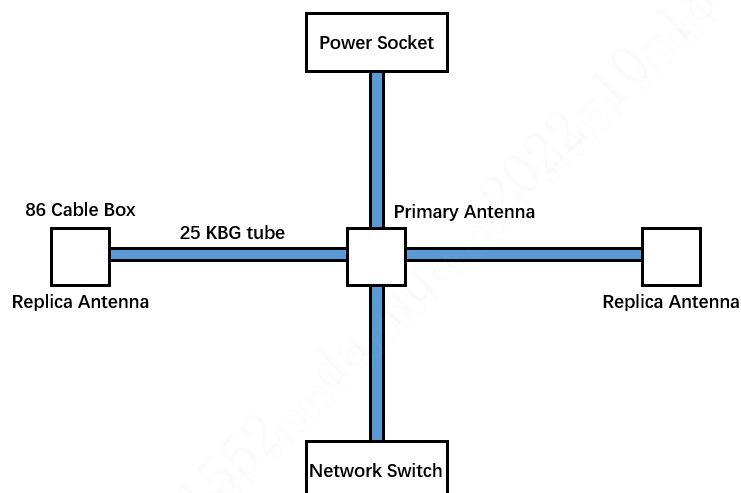 Power Socket
86 Cable Box
Primary Antenna
25 KBG tube
Replica Antenna
Replica Antenna
Network Switch